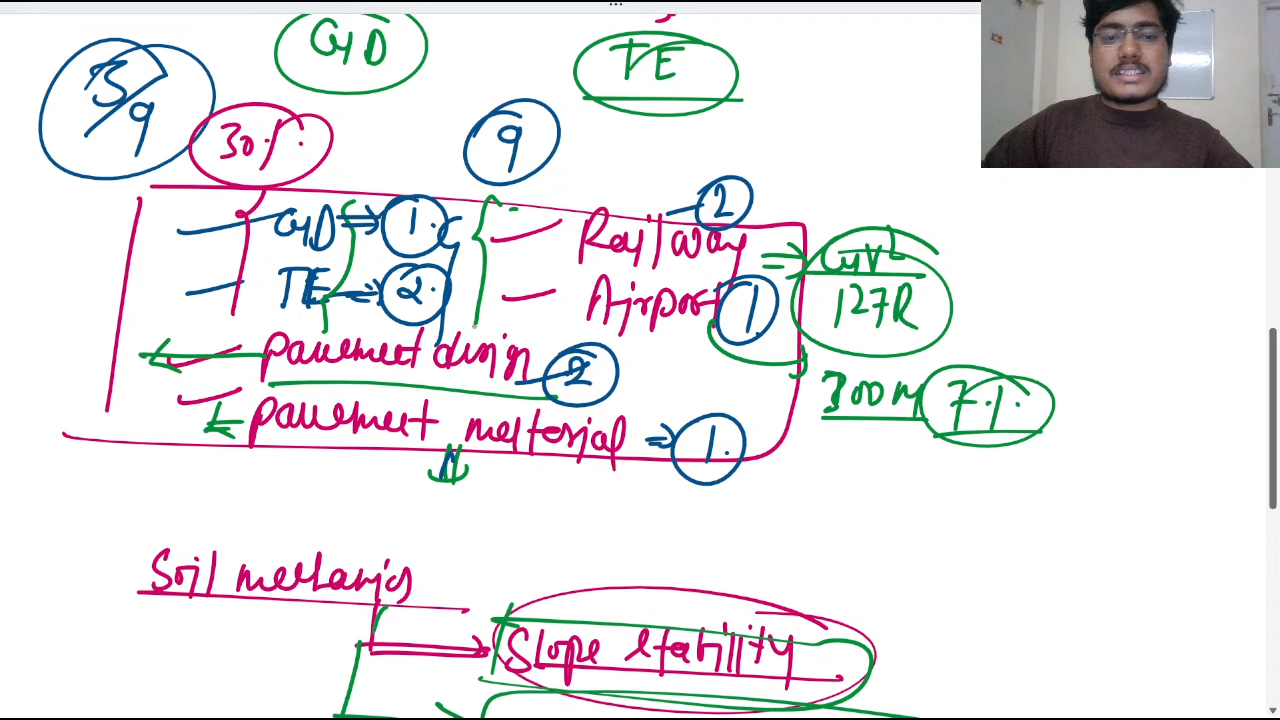 GD
TE
3/9
30%
9
GD ⇒ 1.
Railway - 2
TE → 2.
Airport 1
127R
pavement design - 2
300M 7%.
pavement material ⇒ 1.
Soil mechanics
Slope stability